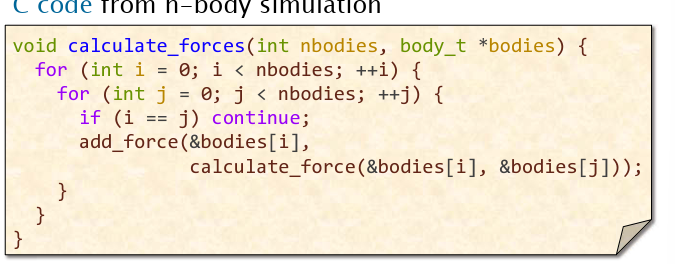 C code from n-body simulation
void calculate_forces(int nbodies, body_t *bodies) {
  for (int i = 0; i < nbodies; ++i) {
    for (int j = 0; j < nbodies; ++j) {
      if (i == j) continue;
      add_force(&bodies[i],
                calculate_force(&bodies[i], &bodies[j]));
    }
  }
}